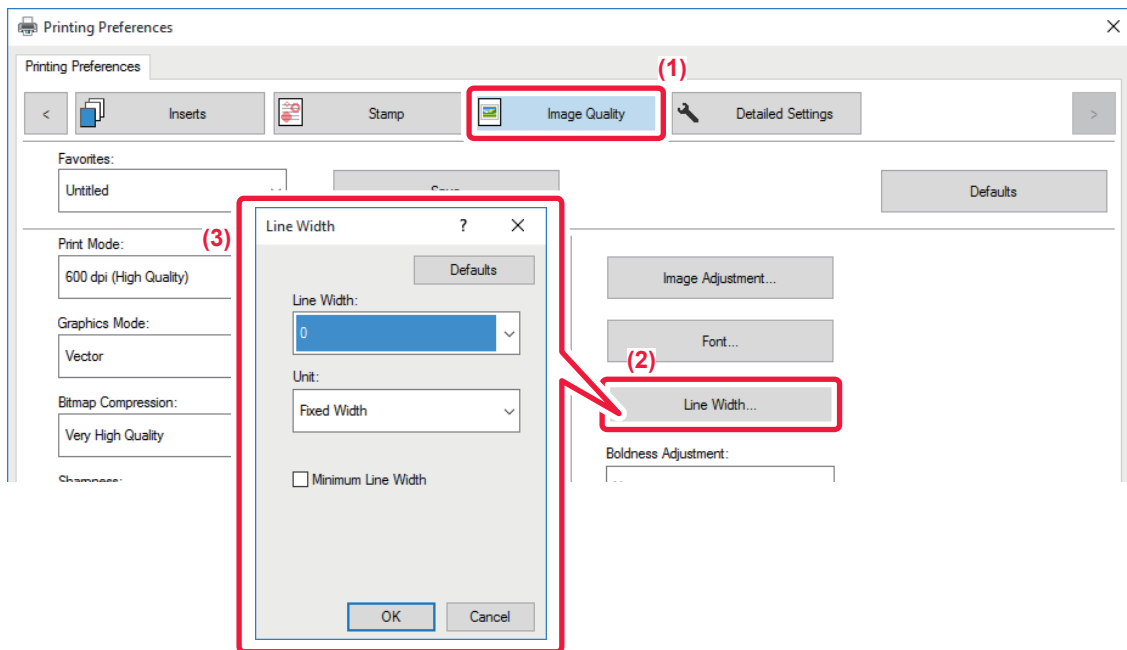 Printing Preferences
Printing Preferences
(1)
<
Inserts
Stamp
Image Quality
Detailed Settings
>
Favorites:
Untitled
Defaults
Print Mode:
600 dpi (High Quality)
Graphics Mode:
Vector
Bitmap Compression:
Very High Quality
Sharpness:
(3)
Line Width
?
Defaults
Line Width:
0
Unit:
Fixed Width
Minimum Line Width
OK
Cancel
Image Adjustment...
Font...
(2)
Line Width...
Boldness Adjustment: